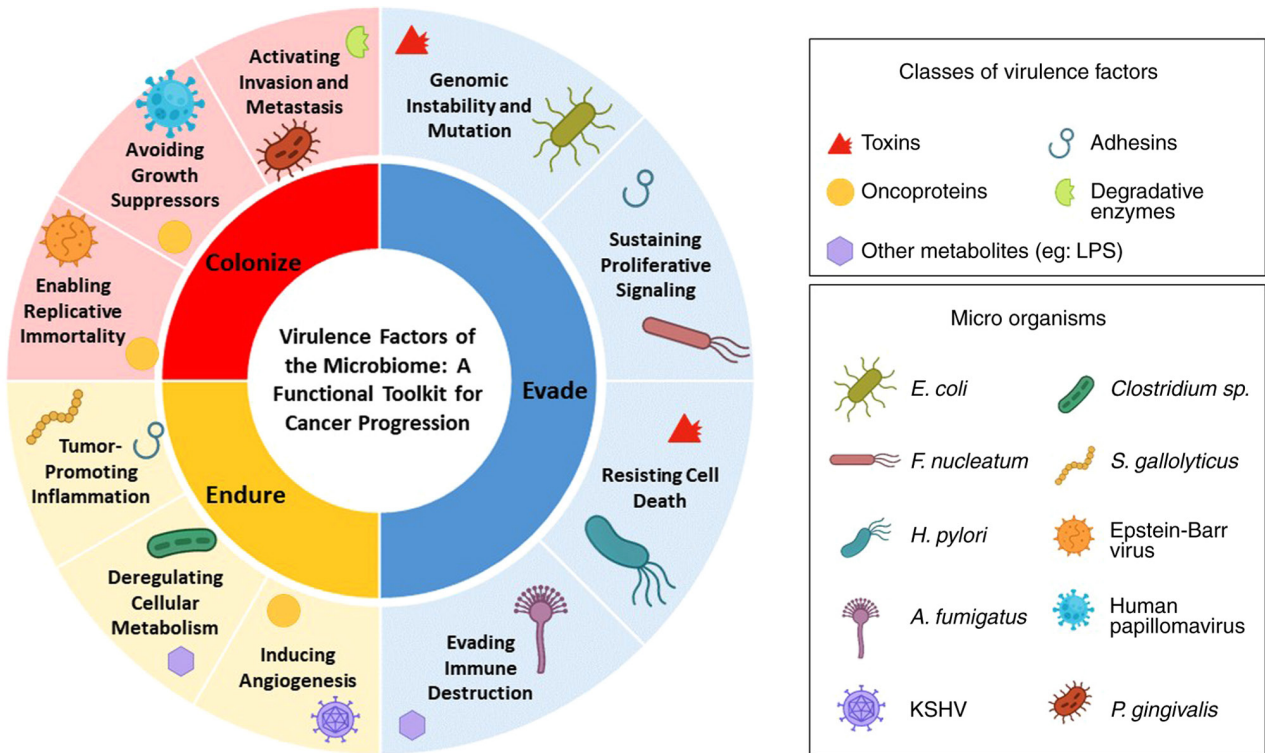 Activating
Invasion and
Metastasis
Genomic
Instability and
Mutation
Avoiding
Growth
Suppressors
Sustaining
Proliferative
Signaling
Enabling
Replicative
Immortality
Colonize
Virulence Factors of
the Microbiome: A
Functional Toolkit for
Cancer Progression
Evade
Endure
Tumor-
Promoting
Inflammation
Resisting Cell
Death
Deregulating
Cellular
Metabolism
Inducing
Angiogenesis
Evading
Immune
Destruction
Classes of virulence factors
Toxins
Adhesins
Oncoproteins
Degradative
enzymes
Other metabolites (eg: LPS)
Micro organisms
E. coli
Clostridium sp.
F. nucleatum
S. gallolyticus
H. pylori
Epstein-Barr
virus
A. fumigatus
Human
papillomavirus
KSHV
P. gingivalis